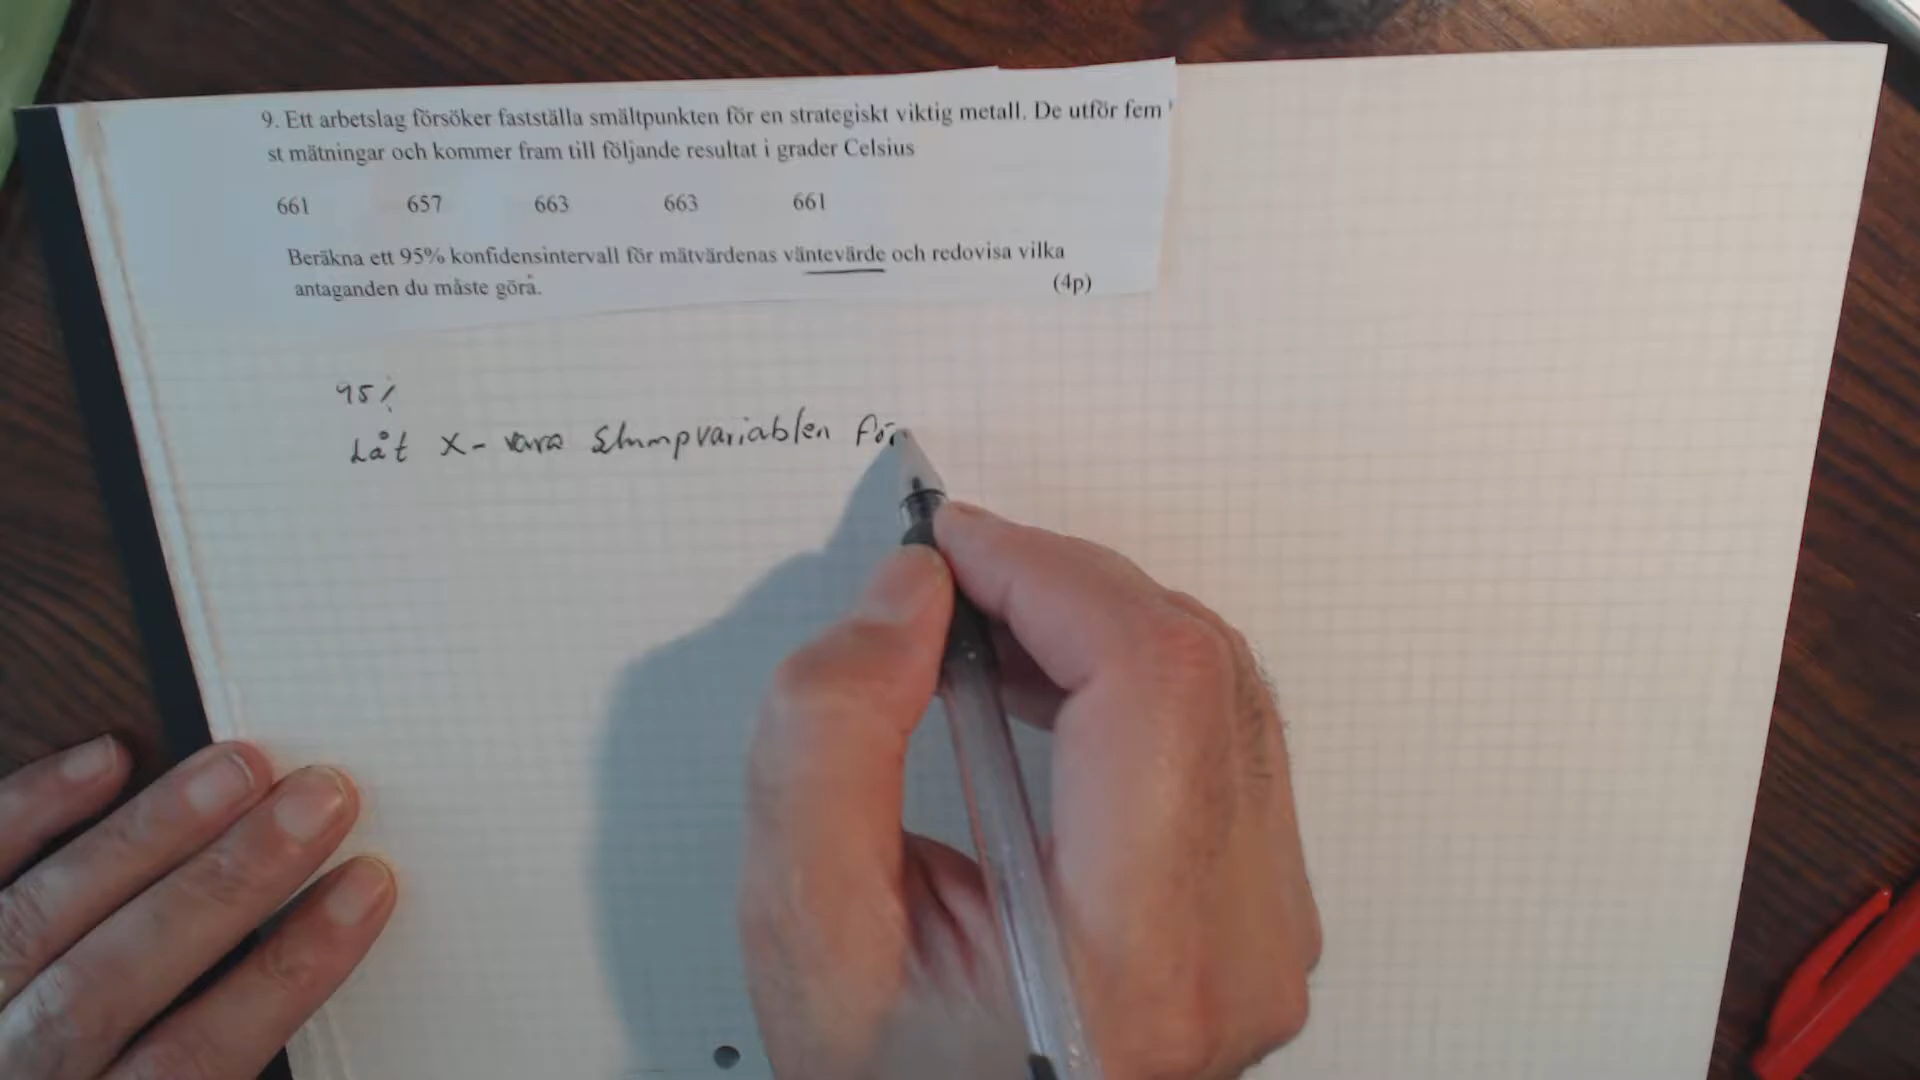 9. Ett arbetslag försöker fastställa smältpunkten för en strategiskt viktig metall. De utför fem
st mätningar och kommer fram till följande resultat i grader Celsius
661 657 663 663 661
Beräkna ett 95% konfidensintervall för mätvärdenas väntevärde och redovisa vilka
antaganden du måste göra. (4p)
95%
Låt X- vara Slumpvariablen för